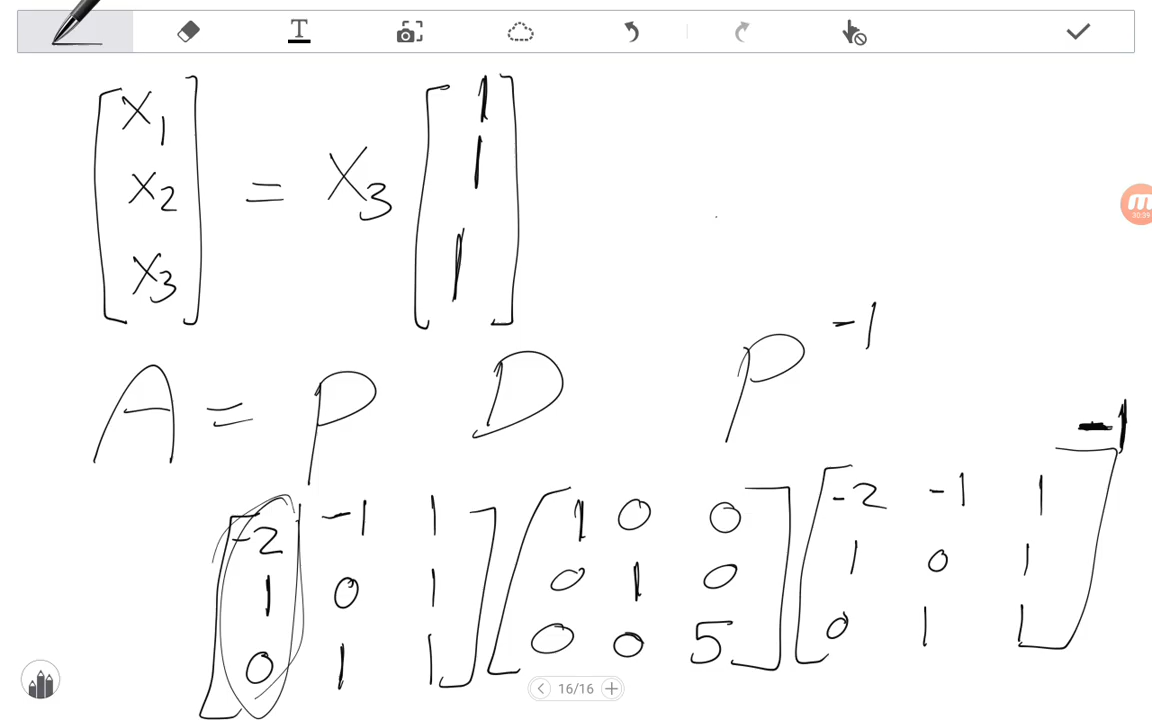 T
[x₁ x₂ x₃] = x₃ [1 1 1]
30:39
A = P D P⁻¹
[-2 -1 1] [1 0 0] [-2 -1 1]⁻¹
[1 0 1] [0 1 0] [1 0 1]
[0 1 1] [0 0 5] [0 1 1]
16/16